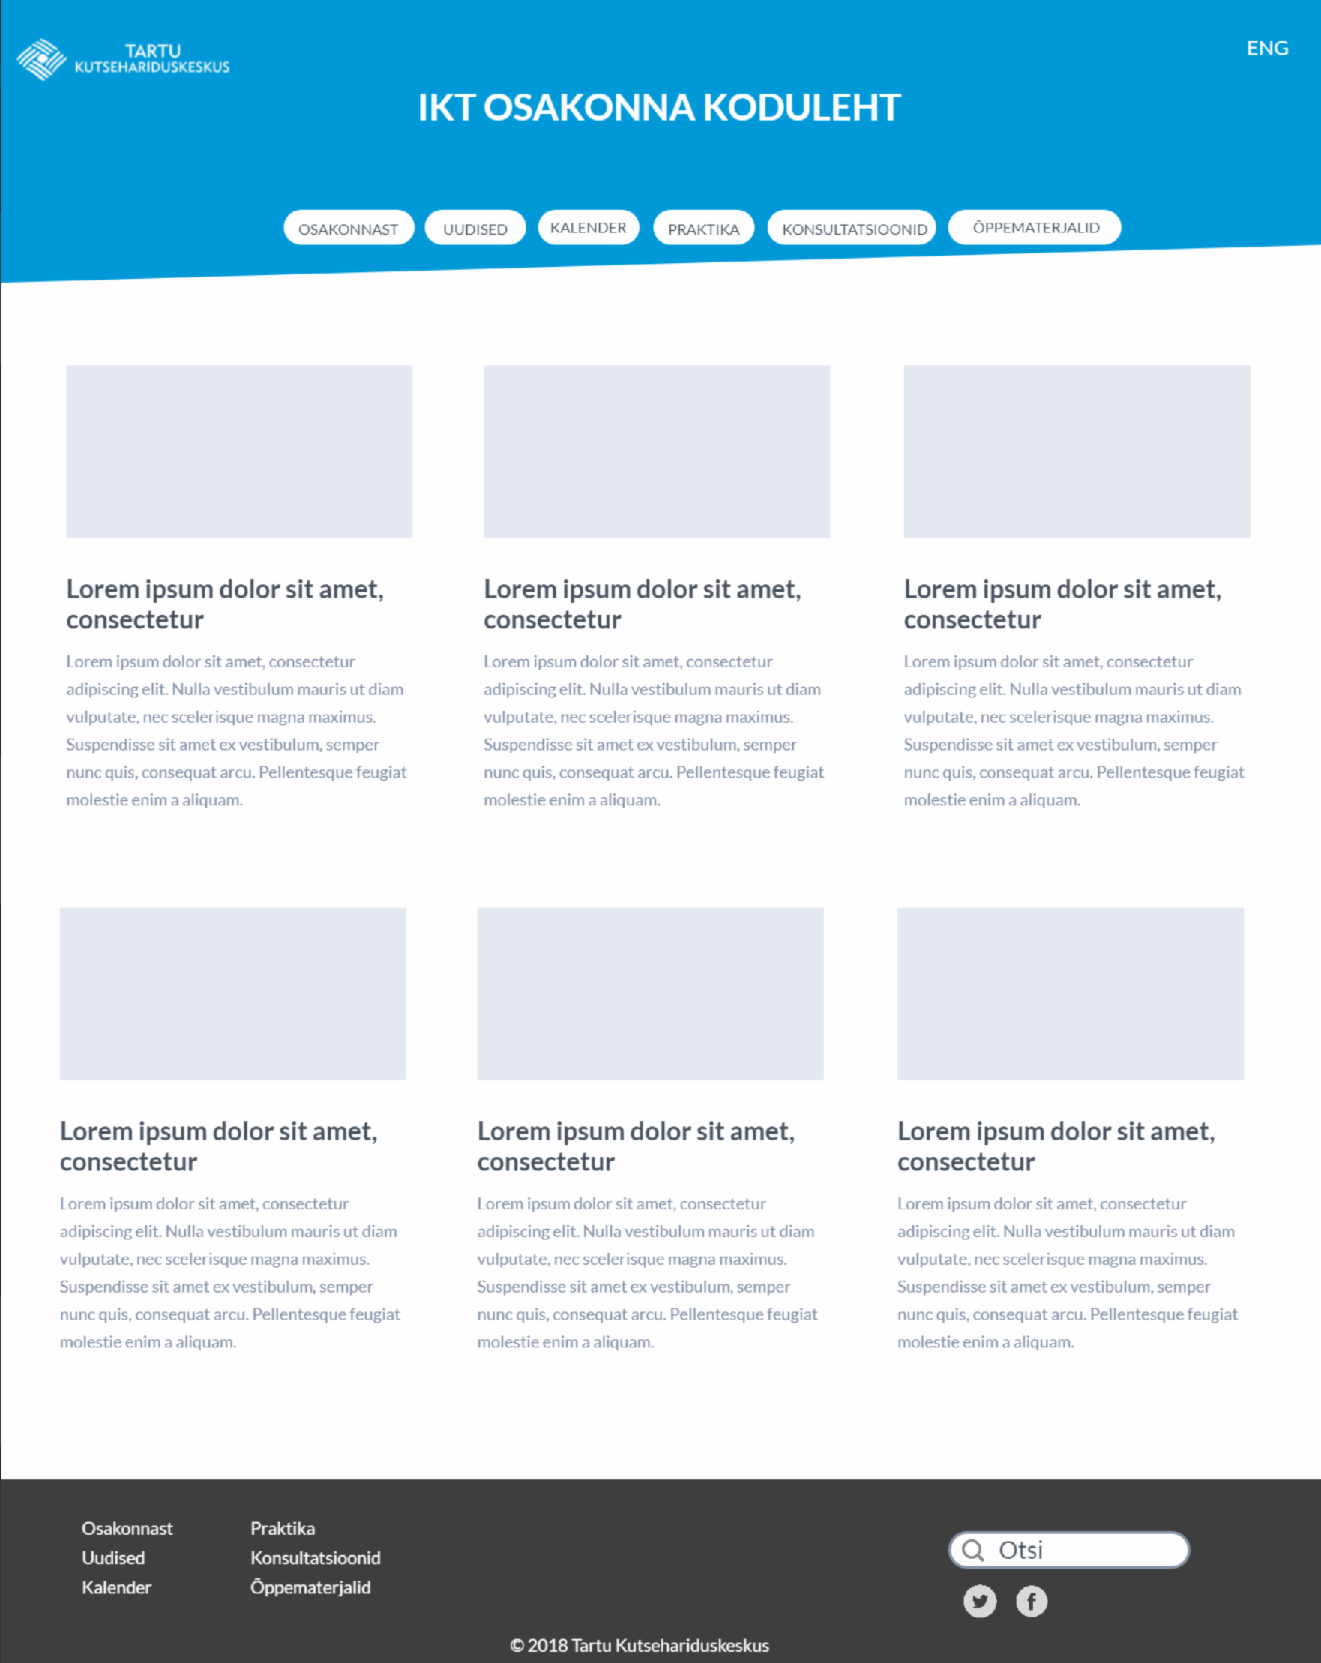 TARTU
KUTSEHARIDUSKESKUS
ENG
IKT OSAKONNA KODULEHT
OSAKONNAST
UUDISED
KALENDER
PRAKTIKA
KONSULTATSIOONID
ÕPPEMATERJALID
Lorem ipsum dolor sit amet,
consectetur
Lorem ipsum dolor sit amet, consectetur
adipiscing elit. Nulla vestibulum mauris ut diam
vulputate, nec scelerisque magna maximus.
Suspendisse sit amet ex vestibulum, semper
nunc quis, consequat arcu. Pellentesque feugiat
molestie enim a aliquam.
Lorem ipsum dolor sit amet,
consectetur
Lorem ipsum dolor sit amet, consectetur
adipiscing elit. Nulla vestibulum mauris ut diam
vulputate, nec scelerisque magna maximus.
Suspendisse sit amet ex vestibulum, semper
nunc quis, consequat arcu. Pellentesque feugiat
molestie enim a aliquam.
Lorem ipsum dolor sit amet,
consectetur
Lorem ipsum dolor sit amet, consectetur
adipiscing elit. Nulla vestibulum mauris ut diam
vulputate, nec scelerisque magna maximus.
Suspendisse sit amet ex vestibulum, semper
nunc quis, consequat arcu. Pellentesque feugiat
molestie enim a aliquam.
Lorem ipsum dolor sit amet,
consectetur
Lorem ipsum dolor sit amet, consectetur
adipiscing elit. Nulla vestibulum mauris ut diam
vulputate, nec scelerisque magna maximus.
Suspendisse sit amet ex vestibulum, semper
nunc quis, consequat arcu. Pellentesque feugiat
molestie enim a aliquam.
Lorem ipsum dolor sit amet,
consectetur
Lorem ipsum dolor sit amet, consectetur
adipiscing elit. Nulla vestibulum mauris ut diam
vulputate, nec scelerisque magna maximus.
Suspendisse sit amet ex vestibulum, semper
nunc quis, consequat arcu. Pellentesque feugiat
molestie enim a aliquam.
Lorem ipsum dolor sit amet,
consectetur
Lorem ipsum dolor sit amet, consectetur
adipiscing elit. Nulla vestibulum mauris ut diam
vulputate, nec scelerisque magna maximus.
Suspendisse sit amet ex vestibulum, semper
nunc quis, consequat arcu. Pellentesque feugiat
molestie enim a aliquam.
Osakonnast
Uudised
Kalender
Praktika
Konsultatsioonid
Õppematerjalid
Otsi
© 2018 Tartu Kutsehariduskeskus